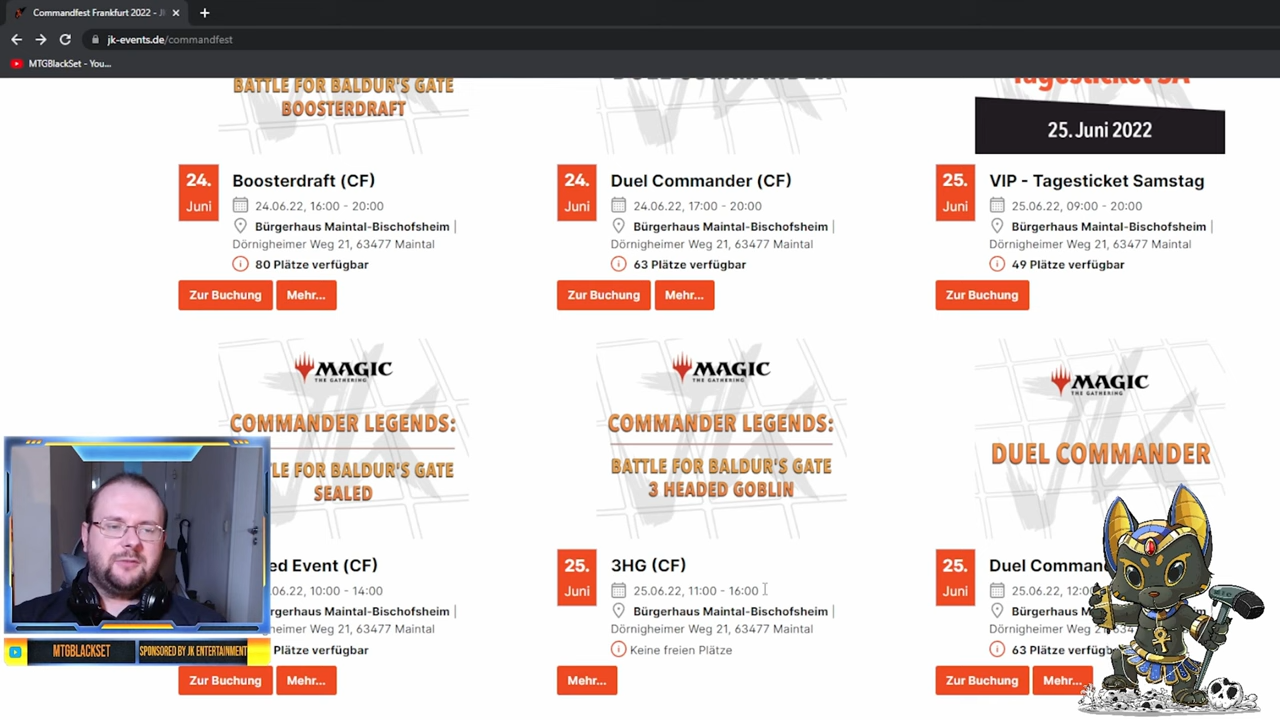 Commandfest Frankfurt 2022 - J
jk-events.de/commandfest
MTGBlackSet - You...
BATTLE FOR BALDUR'S GATE
BOOSTERDRAFT
DUEL COMMANDER
Tagesticket SA
25. Juni 2022
24.
Juni
Boosterdraft (CF)
24.06.22, 16:00 - 20:00
Bürgerhaus Maintal-Bischofsheim |
Dörnigheimer Weg 21, 63477 Maintal
80 Plätze verfügbar
Zur Buchung
Mehr...
24.
Juni
Duel Commander (CF)
24.06.22, 17:00 - 20:00
Bürgerhaus Maintal-Bischofsheim |
Dörnigheimer Weg 21, 63477 Maintal
63 Plätze verfügbar
Zur Buchung
Mehr...
25.
Juni
VIP - Tagesticket Samstag
25.06.22, 09:00 - 20:00
Bürgerhaus Maintal-Bischofsheim |
Dörnigheimer Weg 21, 63477 Maintal
49 Plätze verfügbar
Zur Buchung
MAGIC
THE GATHERING
COMMANDER LEGENDS:
LE FOR BALDUR'S GATE
SEALED
ed Event (CF)
.06.22, 10:00 - 14:00
rgerhaus Maintal-Bischofsheim |
heimer Weg 21, 63477 Maintal
Plätze verfügbar
Zur Buchung
Mehr...
MAGIC
THE GATHERING
COMMANDER LEGENDS:
BATTLE FOR BALDUR'S GATE
3 HEADED GOBLIN
25.
Juni
3HG (CF)
25.06.22, 11:00 - 16:00
Bürgerhaus Maintal-Bischofsheim |
Dörnigheimer Weg 21, 63477 Maintal
Keine freien Plätze
Mehr...
MAGIC
THE GATHERING
DUEL COMMANDER
25.
Juni
Duel Comman
25.06.22, 12:00
Bürgerhaus Ma
Dörnigheimer W
63 Plätze verfügb
Zur Buchung
Mehr...
MTGBLACKSET
SPONSORED BY JK ENTERTAINMENT